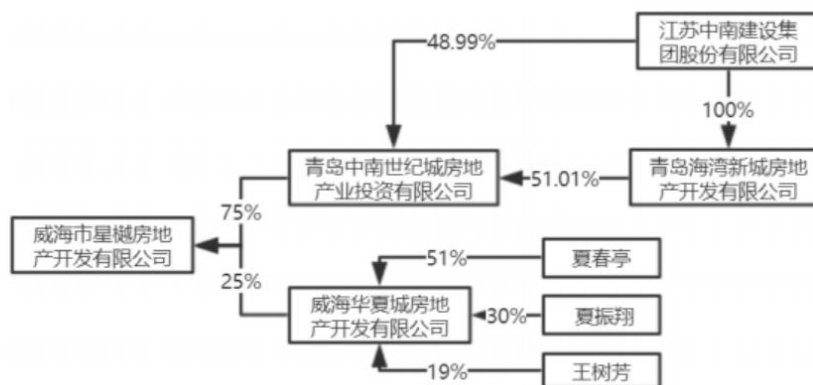 48.99%
江苏中南建设集
团股份有限公司
100%
青岛中南世纪城房地
产业投资有限公司
51.01%
青岛海湾新城房地
产开发有限公司
75%
威海市星樾房地
产开发有限公司
25%
51%
夏春亭
威海华夏城房地
产开发有限公司
30%
夏振翔
19%
王树芳